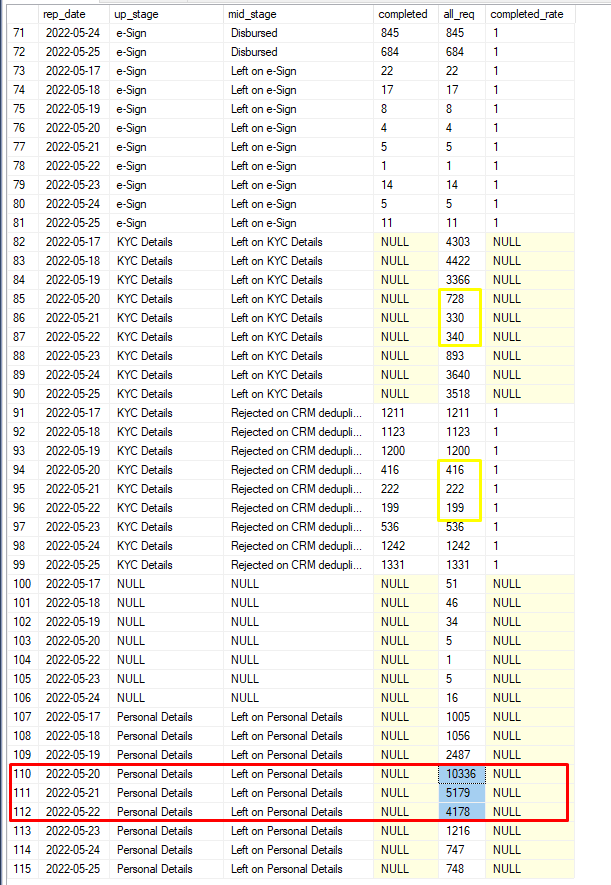 rep_date up_stage mid_stage completed all_req completed_rate
71 2022-05-24 e-Sign Disbursed 845 845 1
72 2022-05-25 e-Sign Disbursed 684 684 1
73 2022-05-17 e-Sign Left on e-Sign 22 22 1
74 2022-05-18 e-Sign Left on e-Sign 17 17 1
75 2022-05-19 e-Sign Left on e-Sign 8 8 1
76 2022-05-20 e-Sign Left on e-Sign 4 4 1
77 2022-05-21 e-Sign Left on e-Sign 5 5 1
78 2022-05-22 e-Sign Left on e-Sign 1 1 1
79 2022-05-23 e-Sign Left on e-Sign 14 14 1
80 2022-05-24 e-Sign Left on e-Sign 5 5 1
81 2022-05-25 e-Sign Left on e-Sign 11 11 1
82 2022-05-17 KYC Details Left on KYC Details NULL 4303 NULL
83 2022-05-18 KYC Details Left on KYC Details NULL 4422 NULL
84 2022-05-19 KYC Details Left on KYC Details NULL 3366 NULL
85 2022-05-20 KYC Details Left on KYC Details NULL 728 NULL
86 2022-05-21 KYC Details Left on KYC Details NULL 330 NULL
87 2022-05-22 KYC Details Left on KYC Details NULL 340 NULL
88 2022-05-23 KYC Details Left on KYC Details NULL 893 NULL
89 2022-05-24 KYC Details Left on KYC Details NULL 3640 NULL
90 2022-05-25 KYC Details Left on KYC Details NULL 3518 NULL
91 2022-05-17 KYC Details Rejected on CRM dedupli... 1211 1211 1
92 2022-05-18 KYC Details Rejected on CRM dedupli... 1123 1123 1
93 2022-05-19 KYC Details Rejected on CRM dedupli... 1200 1200 1
94 2022-05-20 KYC Details Rejected on CRM dedupli... 416 416 1
95 2022-05-21 KYC Details Rejected on CRM dedupli... 222 222 1
96 2022-05-22 KYC Details Rejected on CRM dedupli... 199 199 1
97 2022-05-23 KYC Details Rejected on CRM dedupli... 536 536 1
98 2022-05-24 KYC Details Rejected on CRM dedupli... 1242 1242 1
99 2022-05-25 KYC Details Rejected on CRM dedupli... 1331 1331 1
100 2022-05-17 NULL NULL NULL 51 NULL
101 2022-05-18 NULL NULL NULL 46 NULL
102 2022-05-19 NULL NULL NULL 34 NULL
103 2022-05-20 NULL NULL NULL 5 NULL
104 2022-05-22 NULL NULL NULL 1 NULL
105 2022-05-23 NULL NULL NULL 5 NULL
106 2022-05-24 NULL NULL NULL 16 NULL
107 2022-05-17 Personal Details Left on Personal Details NULL 1005 NULL
108 2022-05-18 Personal Details Left on Personal Details NULL 1056 NULL
109 2022-05-19 Personal Details Left on Personal Details NULL 2487 NULL
110 2022-05-20 Personal Details Left on Personal Details NULL 10336 NULL
111 2022-05-21 Personal Details Left on Personal Details NULL 5179 NULL
112 2022-05-22 Personal Details Left on Personal Details NULL 4178 NULL
113 2022-05-23 Personal Details Left on Personal Details NULL 1216 NULL
114 2022-05-24 Personal Details Left on Personal Details NULL 747 NULL
115 2022-05-25 Personal Details Left on Personal Details NULL 748 NULL